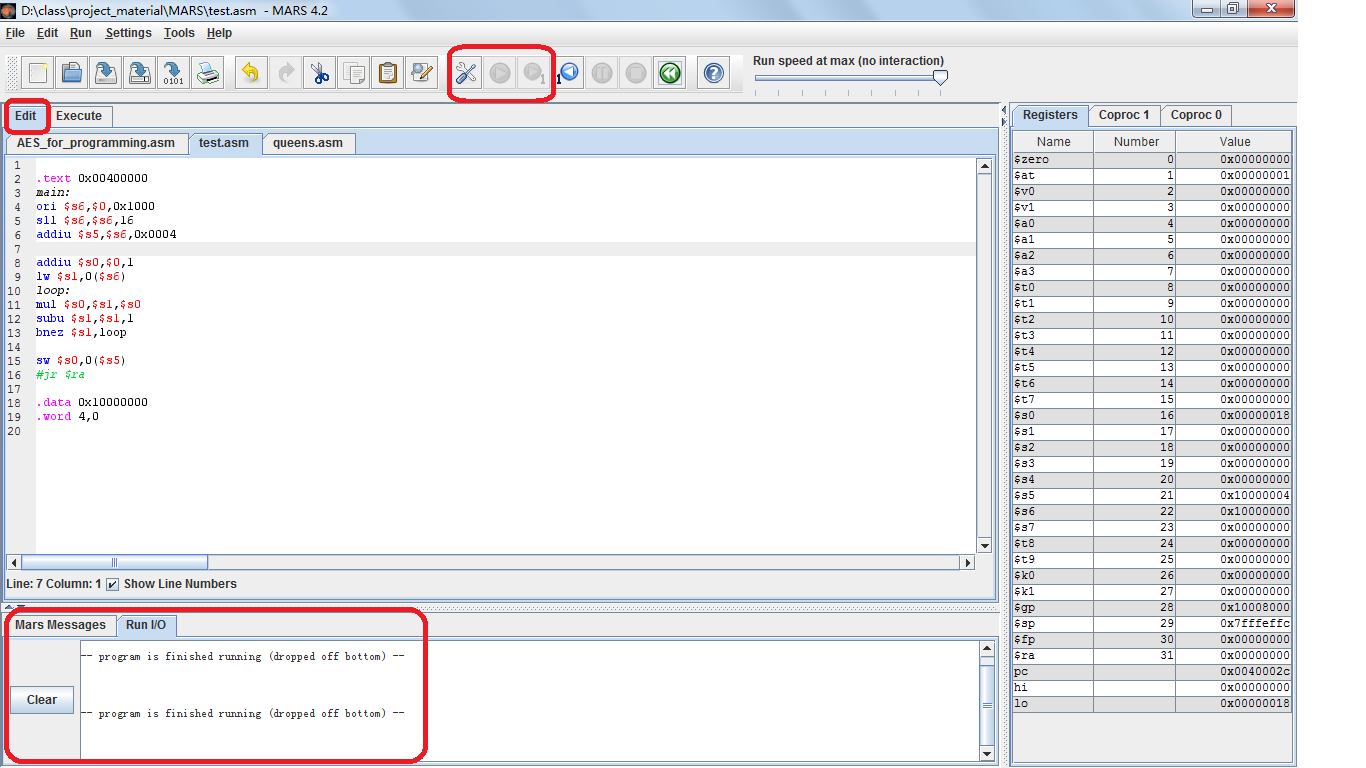 D:\class\project_material\MARS\test.asm - MARS 4.2
File Edit Run Settings Tools Help
0101
1
1
Run speed at max (no interaction)
Edit Execute
AES_for_programming.asm test.asm queens.asm
1
2 .text 0x00400000
3 main:
4 ori $s6,$0,0x1000
5 sll $s6,$s6,16
6 addiu $s5,$s6,0x0004
7
8 addiu $s0,$0,1
9 lw $s1,0($s6)
10 loop:
11 mul $s0,$s1,$s0
12 subu $s1,$s1,1
13 bnez $s1,loop
14
15 sw $s0,0($s5)
16 #jr $ra
17
18 .data 0x10000000
19 .word 4,0
20
Line: 7 Column: 1 Show Line Numbers
Mars Messages Run I/O
Clear
-- program is finished running (dropped off bottom) --
-- program is finished running (dropped off bottom) --
Registers Coproc 1 Coproc 0
Name Number Value
$zero 0 0x00000000
$at 1 0x00000001
$v0 2 0x00000000
$v1 3 0x00000000
$a0 4 0x00000000
$a1 5 0x00000000
$a2 6 0x00000000
$a3 7 0x00000000
$t0 8 0x00000000
$t1 9 0x00000000
$t2 10 0x00000000
$t3 11 0x00000000
$t4 12 0x00000000
$t5 13 0x00000000
$t6 14 0x00000000
$t7 15 0x00000000
$s0 16 0x00000018
$s1 17 0x00000000
$s2 18 0x00000000
$s3 19 0x00000000
$s4 20 0x00000000
$s5 21 0x10000004
$s6 22 0x10000000
$s7 23 0x00000000
$t8 24 0x00000000
$t9 25 0x00000000
$k0 26 0x00000000
$k1 27 0x00000000
$gp 28 0x10008000
$sp 29 0x7fffeffc
$fp 30 0x00000000
$ra 31 0x00000000
pc 0x0040002c
hi 0x00000000
lo 0x00000018